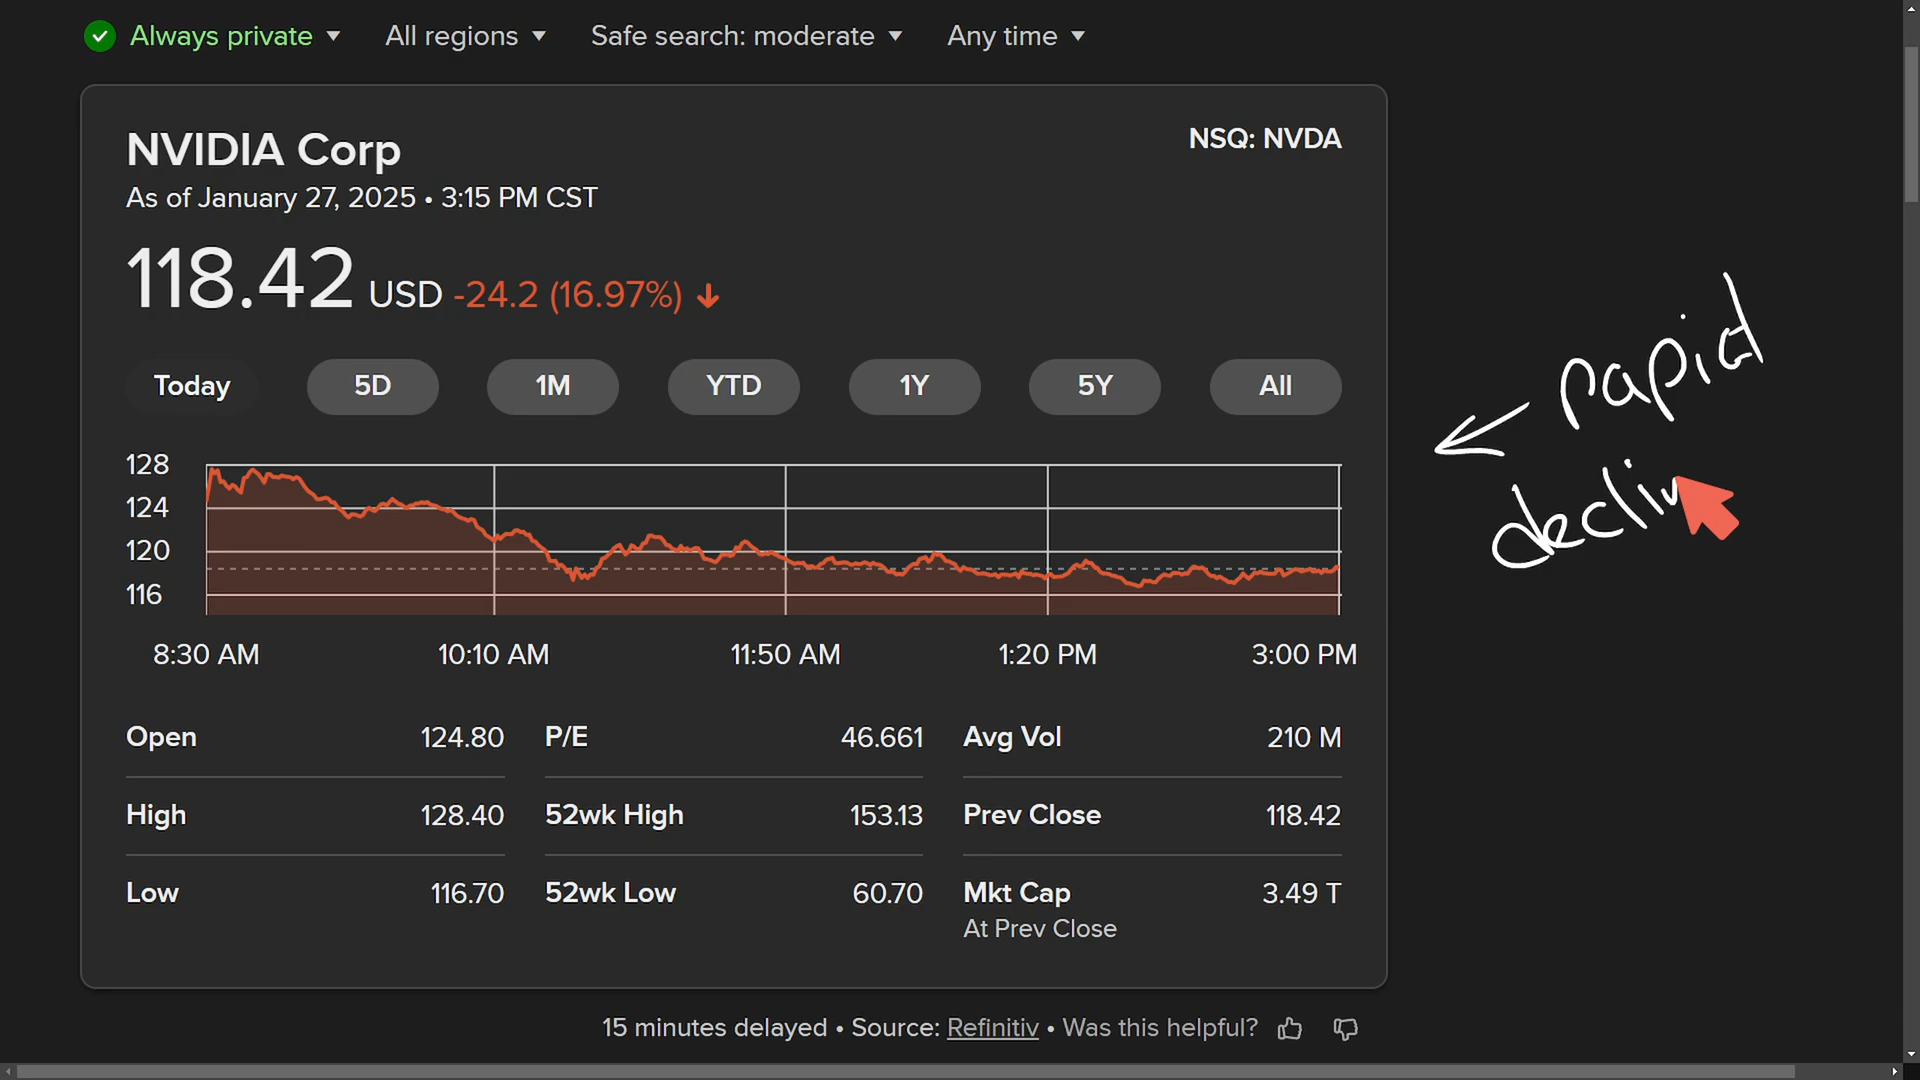 Always private All regions Safe search: moderate Any time
NVIDIA Corp
NSQ: NVDA
As of January 27, 2025 • 3:15 PM CST
118.42 USD -24.2 (16.97%) ↓
Today 5D 1M YTD 1Y 5Y All
128
124
120
116
8:30 AM 10:10 AM 11:50 AM 1:20 PM 3:00 PM
← rapid
declin
Open 124.80 P/E 46.661 Avg Vol 210 M
High 128.40 52wk High 153.13 Prev Close 118.42
Low 116.70 52wk Low 60.70 Mkt Cap 3.49 T
At Prev Close
15 minutes delayed • Source: Refinitiv • Was this helpful?